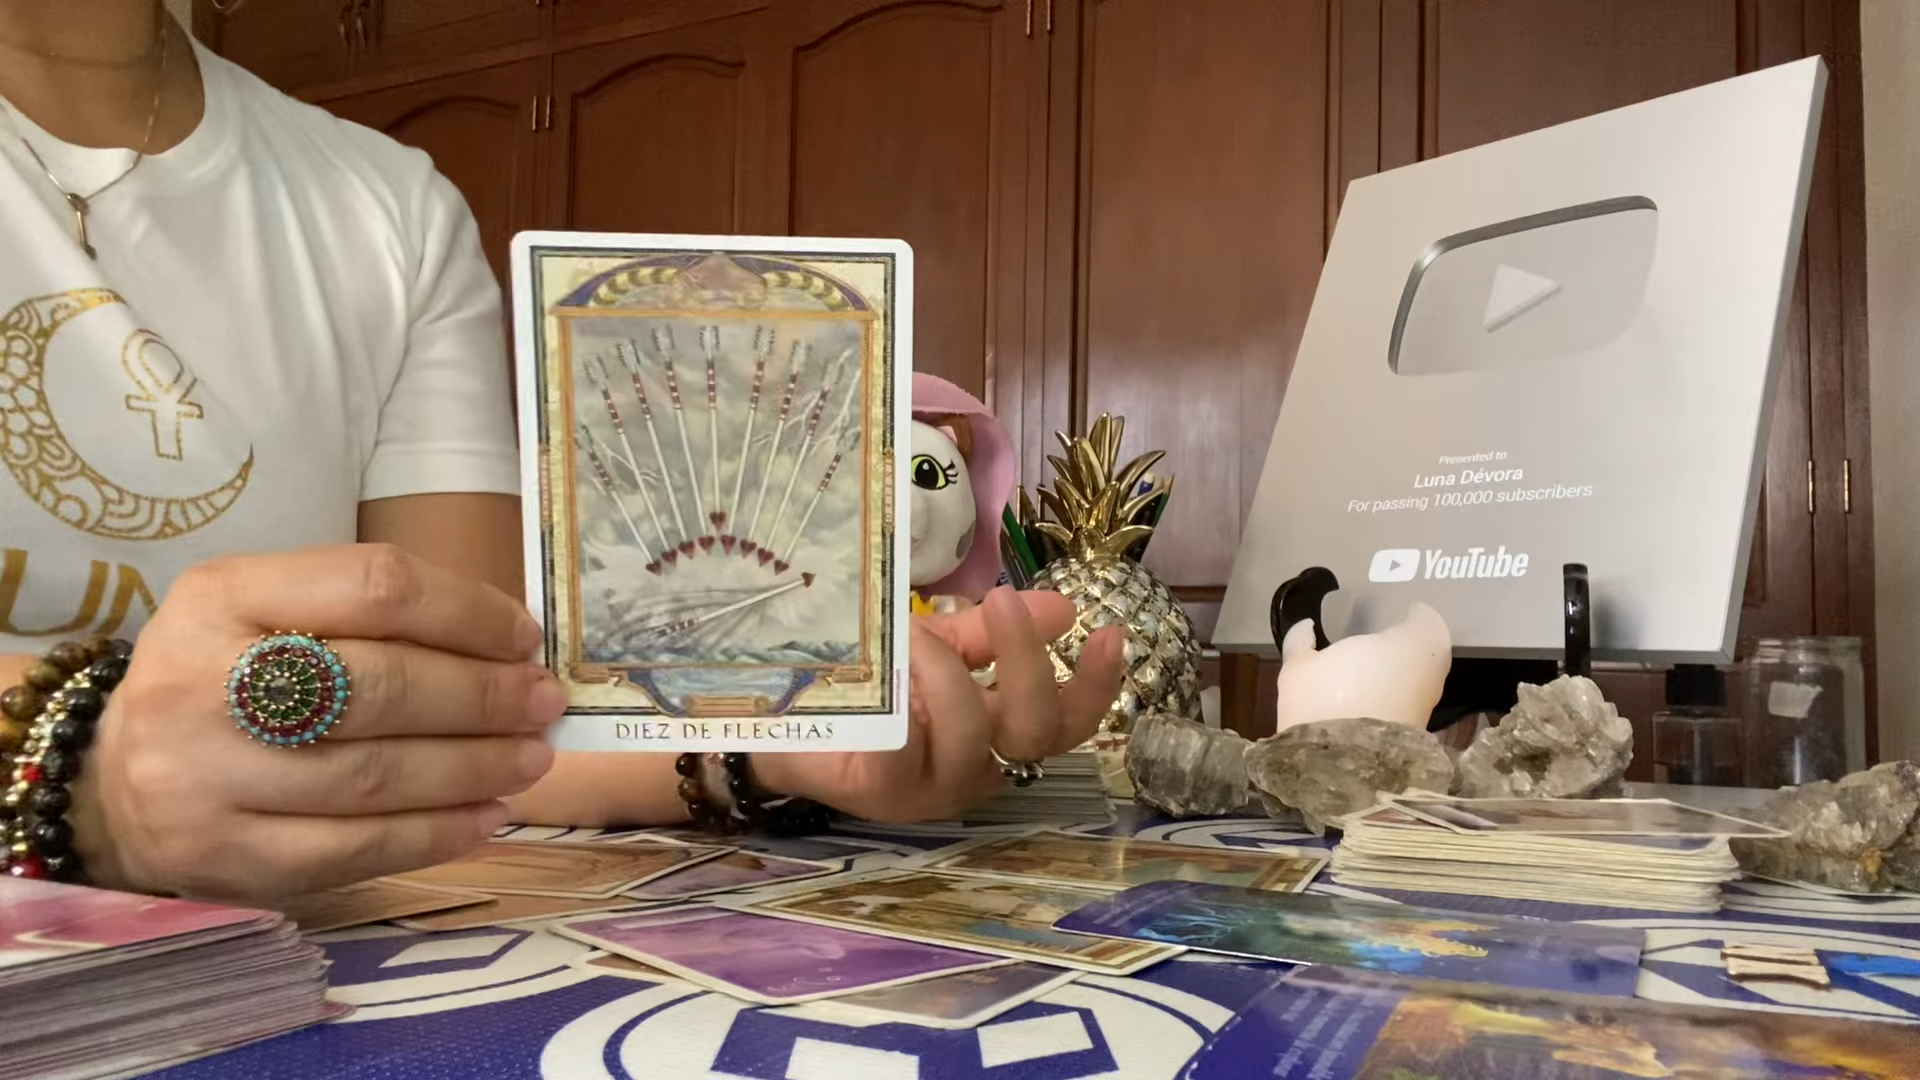 DIEZ DE FLECHAS
Presented to
Luna Dévora
For passing 100,000 subscribers
YouTube